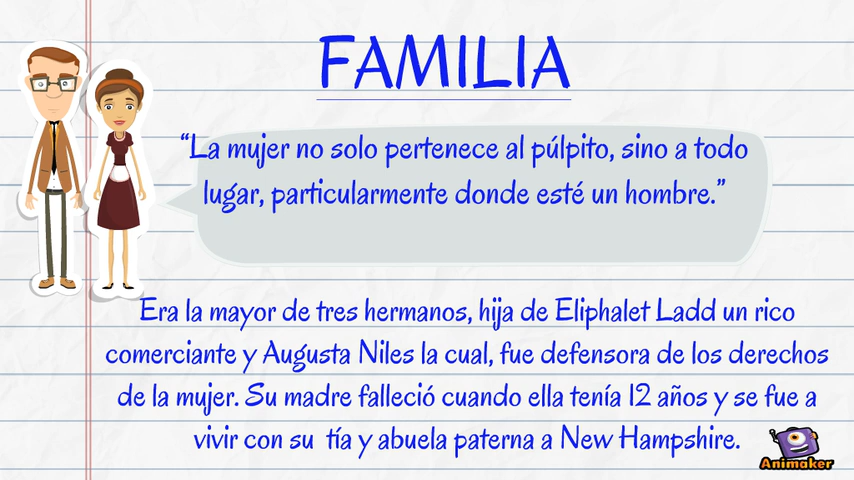 FAMILIA
“La mujer no solo pertenece al púlpito, sino a todo
lugar, particularmente donde esté un hombre.”
Era la mayor de tres hermanos, hija de Eliphalet Ladd un rico
comerciante y Augusta Niles la cual, fue defensora de los derechos
de la mujer. Su madre falleció cuando ella tenía 12 años y se fue a
vivir con su tía y abuela paterna a New Hampshire.
Animaker